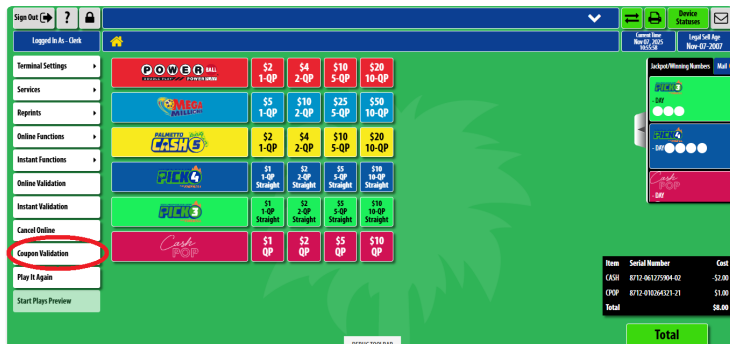 Sign Out ? Device Statuses
Logged In As - Clerk
Current Time Nov 07, 2025 10:55:58
Legal Sell Age Nov-07-2007
Terminal Settings
Services
Reprints
Online Functions
Instant Functions
Online Validation
Instant Validation
Cancel Online
Coupon Validation
Play It Again
Start Plays Preview
POWERBALL $2 1-QP $4 2-QP $10 5-QP $20 10-QP
MEGA MILLIONS $5 1-QP $10 2-QP $25 5-QP $50 10-QP
PALMETTO CASH 5 $2 1-QP $4 2-QP $10 5-QP $20 10-QP
PICK 4 $1 1-QP Straight $2 2-QP Straight $5 5-QP Straight $10 10-QP Straight
PICK 3 $1 1-QP Straight $2 2-QP Straight $5 5-QP Straight $10 10-QP Straight
Cash POP $1 QP $2 QP $5 QP $10 QP
Jackpot/Winning Numbers Mail
PICK 3
- DAY
PICK 4
- DAY
Cash POP
- DAY
Item Serial Number Cost
CASH 8712-061275904-02 -$2.00
CPOP 8712-010264321-21 $1.00
Total $8.00
Total